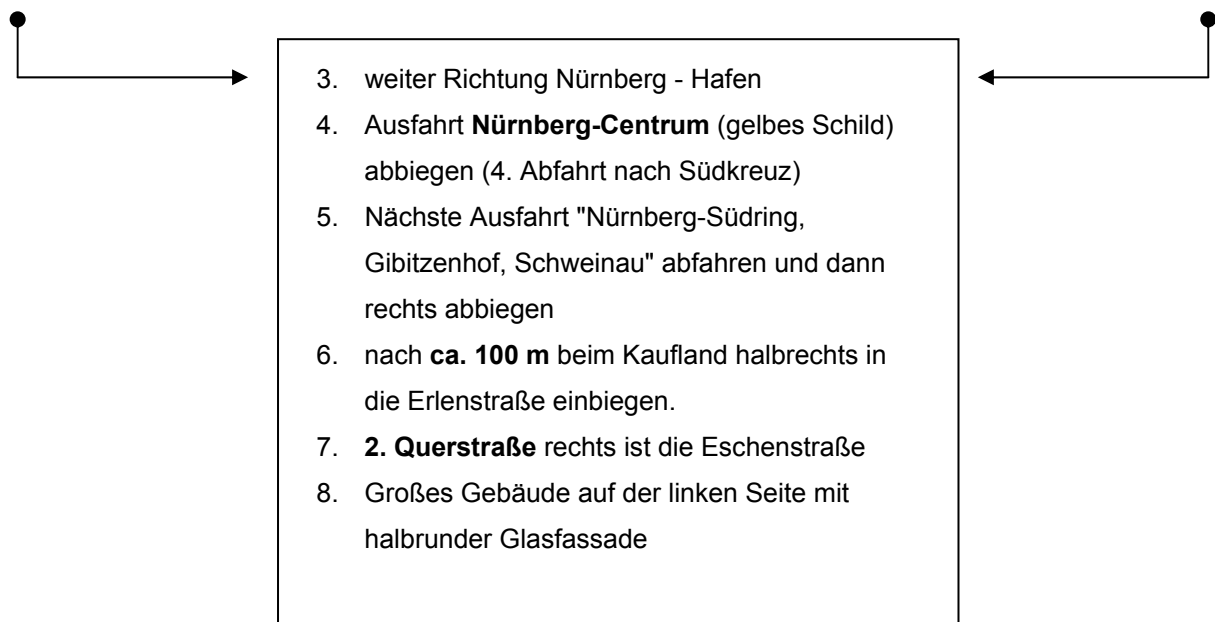 3. weiter Richtung Nürnberg - Hafen
4. Ausfahrt Nürnberg-Centrum (gelbes Schild)
abbiegen (4. Abfahrt nach Südkreuz)
5. Nächste Ausfahrt "Nürnberg-Südring,
Gibitzenhof, Schweinau" abfahren und dann
rechts abbiegen
6. nach ca. 100 m beim Kaufland halbrechts in
die Erlenstraße einbiegen.
7. 2. Querstraße rechts ist die Eschenstraße
8. Großes Gebäude auf der linken Seite mit
halbrunder Glasfassade